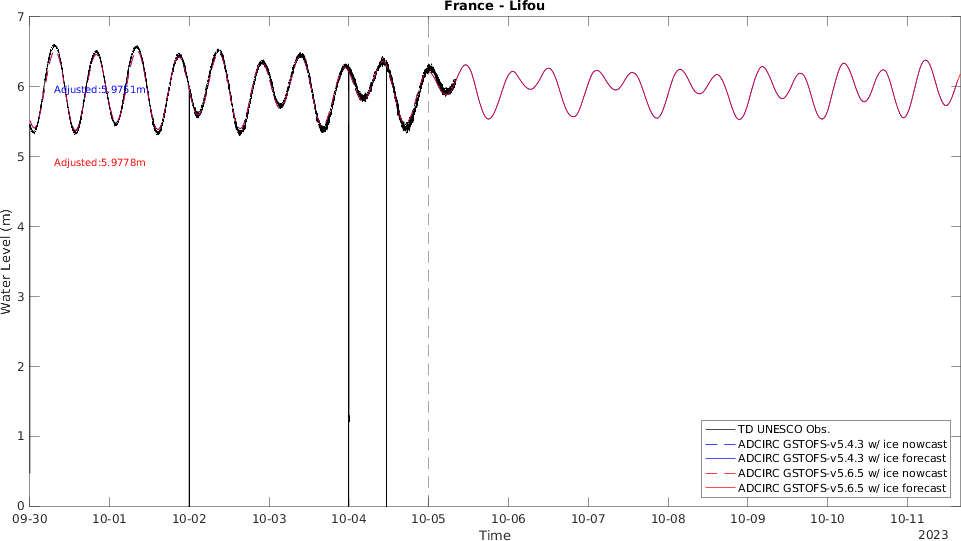 France - Lifou
7
6
5
4
3
2
1
0
Water Level (m)
Adjusted:5.9761m
Adjusted:5.9778m
TD UNESCO Obs.
ADCIRC GSTOFS-v5.4.3 w/ ice nowcast
ADCIRC GSTOFS-v5.4.3 w/ ice forecast
ADCIRC GSTOFS-v5.6.5 w/ ice nowcast
ADCIRC GSTOFS-v5.6.5 w/ ice forecast
09-30 10-01 10-02 10-03 10-04 10-05 10-06 10-07 10-08 10-09 10-10 10-11
Time
2023